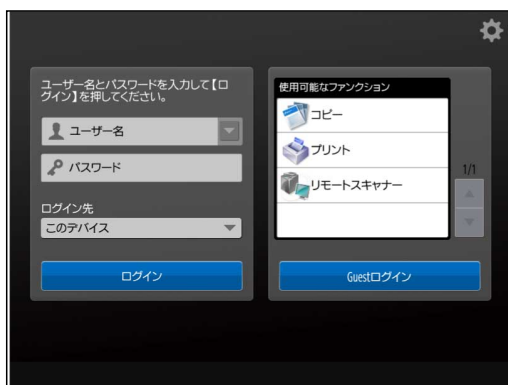 ユーザー名とパスワードを入力して【ロ
グイン】を押してください。
ユーザー名
パスワード
ログイン先
このデバイス
ログイン
使用可能なファンクション
コピー
プリント
リモートスキャナー
1/1
Guestログイン